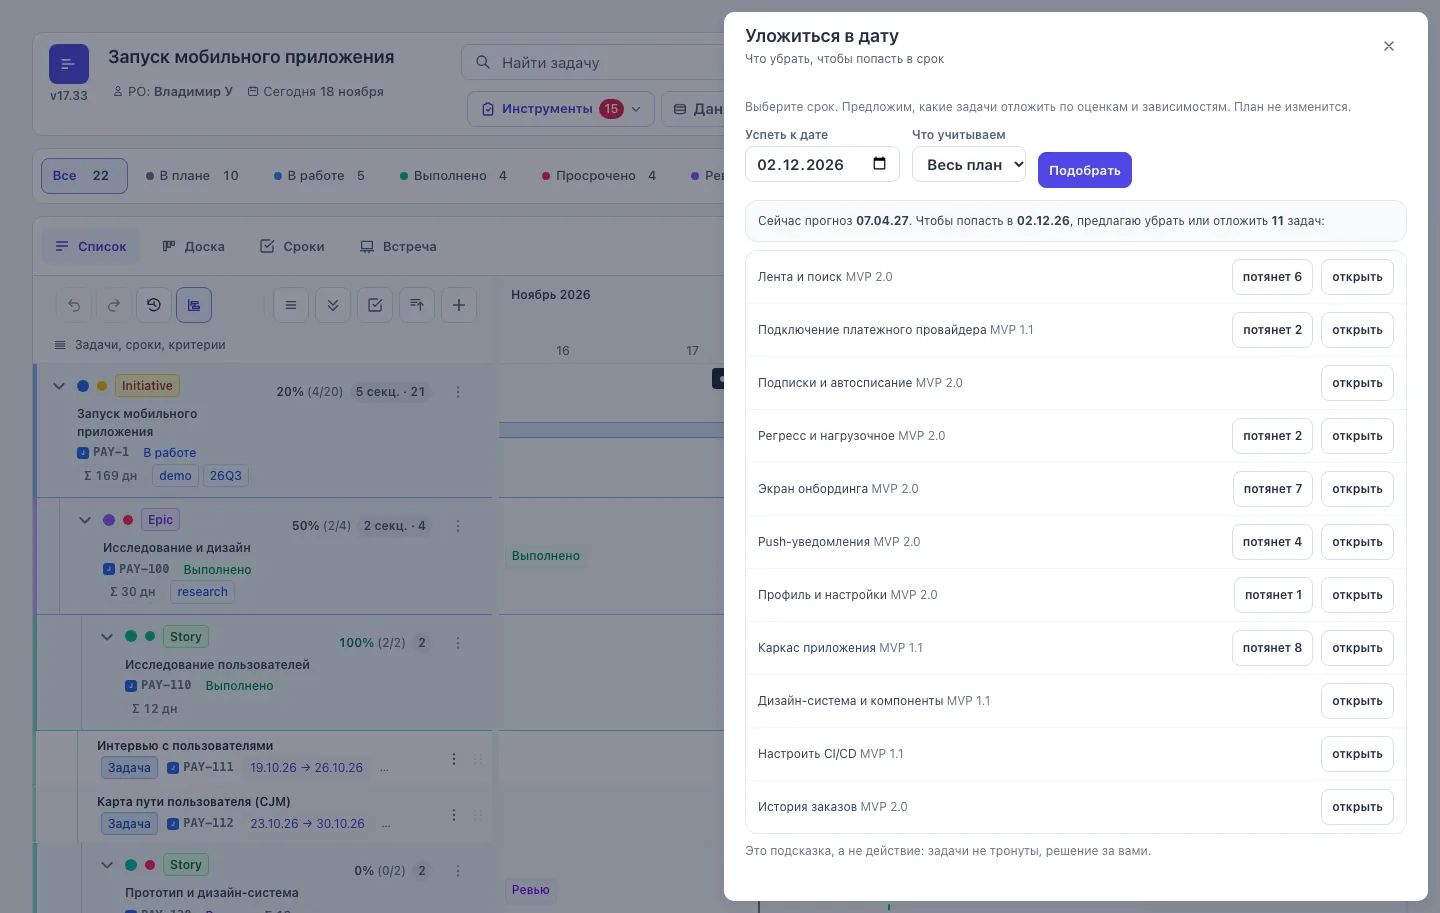 Запуск мобильного приложения
v17.33
РО: Владимир У
Сегодня 18 ноября
Найти задачу
Инструменты 15
Дан
Все 22
В плане 10
В работе 5
Выполнено 4
Просрочено 4
Рев
Список
Доска
Сроки
Встреча
Ноябрь 2026
Задачи, сроки, критерии
16
17
Initiative
20% (4/20)
5 секц. · 21
Запуск мобильного
приложения
PAY-1 В работе
Σ 169 дн demo 26Q3
Epic
50% (2/4)
2 секц. · 4
Исследование и дизайн
PAY-100 Выполнено
Σ 30 дн research
Выполнено
Story
100% (2/2) 2
Исследование пользователей
PAY-110 Выполнено
Σ 12 дн
Интервью с пользователями
Задача PAY-111 19.10.26 → 26.10.26 ...
Карта пути пользователя (CJM)
Задача PAY-112 23.10.26 → 30.10.26 ...
Story
0% (0/2) 2
Прототип и дизайн-система
Ревью
Уложиться в дату
Что убрать, чтобы попасть в срок
Выберите срок. Предложим, какие задачи отложить по оценкам и зависимостям. План не изменится.
Успеть к дате
Что учитываем
02.12.2026
Весь план
Подобрать
Сейчас прогноз 07.04.27. Чтобы попасть в 02.12.26, предлагаю убрать или отложить 11 задач:
Лента и поиск MVP 2.0 потянет 6 открыть
Подключение платежного провайдера MVP 1.1 потянет 2 открыть
Подписки и автосписание MVP 2.0 открыть
Регресс и нагрузочное MVP 2.0 потянет 2 открыть
Экран онбординга MVP 2.0 потянет 7 открыть
Push-уведомления MVP 2.0 потянет 4 открыть
Профиль и настройки MVP 2.0 потянет 1 открыть
Каркас приложения MVP 1.1 потянет 8 открыть
Дизайн-система и компоненты MVP 1.1 открыть
Настроить CI/CD MVP 1.1 открыть
История заказов MVP 2.0 открыть
Это подсказка, а не действие: задачи не тронуты, решение за вами.